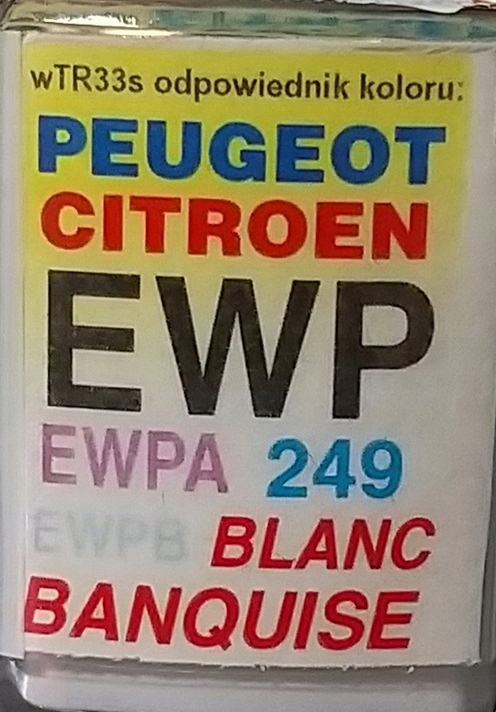 wTR33s odpowiednik koloru:
PEUGEOT
CITROEN
EWP
EWPA 249
EWPB BLANC
BANQUISE